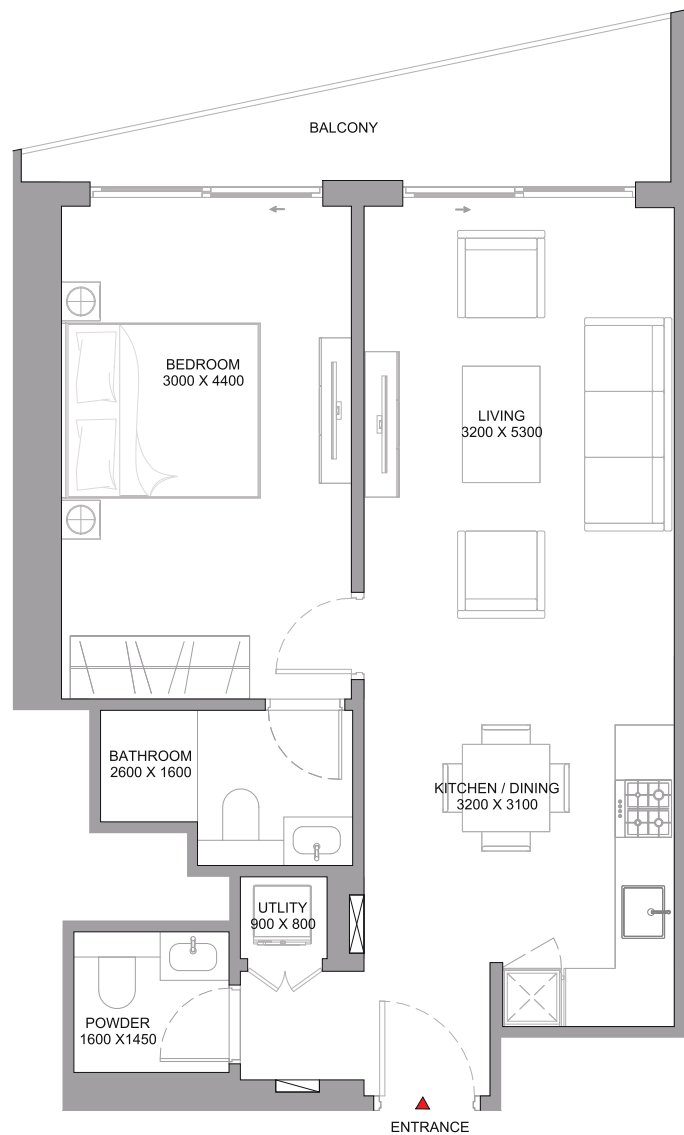 BALCONY
BEDROOM
3000 X 4400
LIVING
3200 X 5300
BATHROOM
2600 X 1600
KITCHEN / DINING
3200 X 3100
UTLITY
900 X 800
POWDER
1600 X1450
ENTRANCE